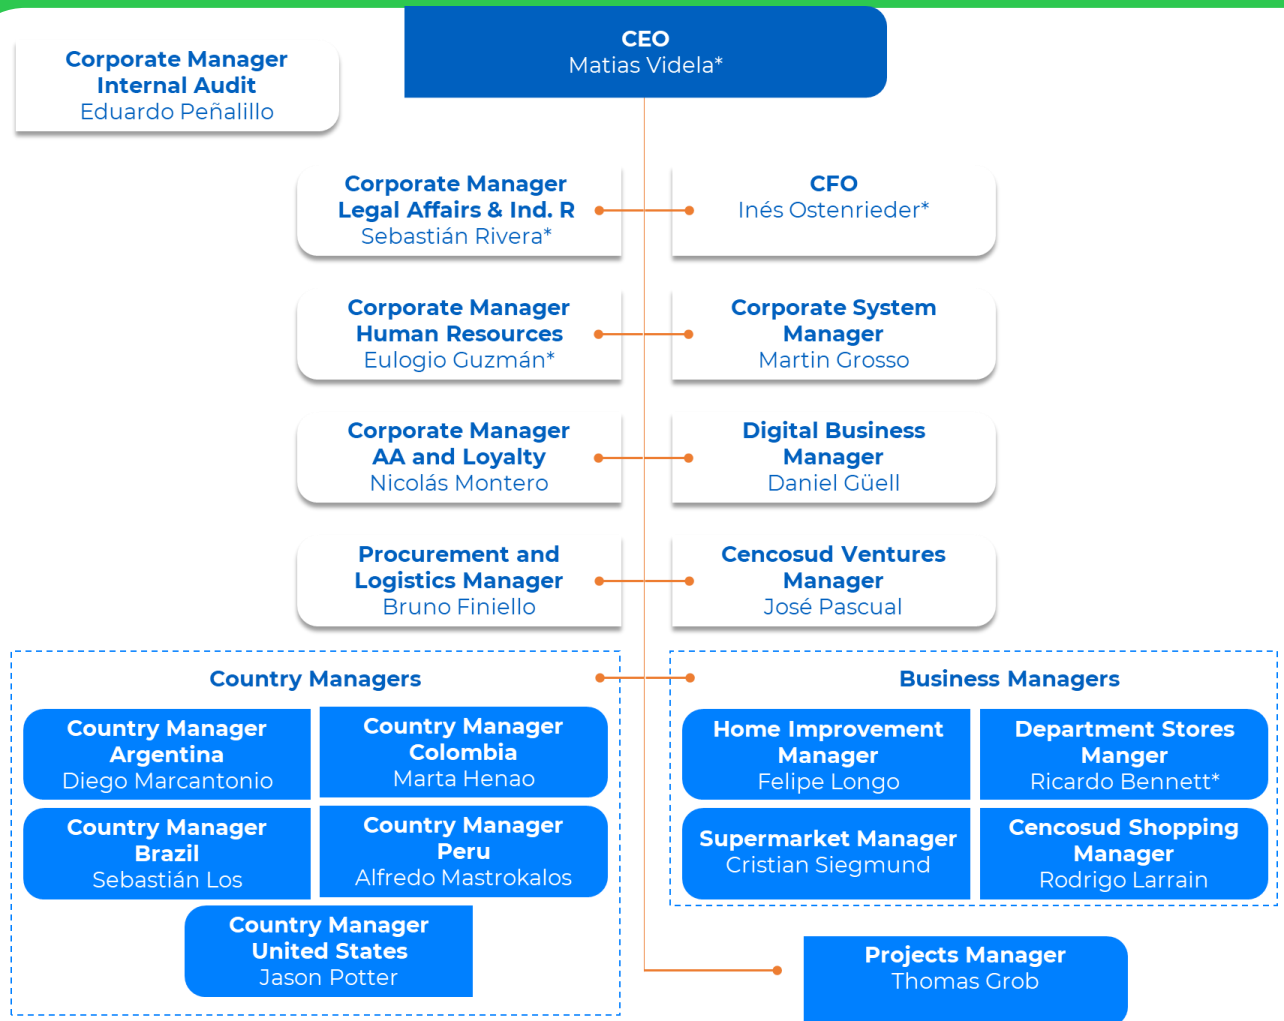 CEO
Matias Videla*
Corporate Manager
Internal Audit
Eduardo Peñalillo
Corporate Manager
Legal Affairs & Ind. R
Sebastián Rivera*
CFO
Inés Ostenrieder*
Corporate Manager
Human Resources
Eulogio Guzmán*
Corporate System
Manager
Martin Grosso
Corporate Manager
AA and Loyalty
Nicolás Montero
Digital Business
Manager
Daniel Güell
Procurement and
Logistics Manager
Bruno Finiello
Cencosud Ventures
Manager
José Pascual
Country Managers
Country Manager
Argentina
Diego Marcantonio
Country Manager
Colombia
Marta Henao
Country Manager
Brazil
Sebastián Los
Country Manager
Peru
Alfredo Mastrokalos
Country Manager
United States
Jason Potter
Business Managers
Home Improvement
Manager
Felipe Longo
Department Stores
Manger
Ricardo Bennett*
Supermarket Manager
Cristian Siegmund
Cencosud Shopping
Manager
Rodrigo Larrain
Projects Manager
Thomas Grob